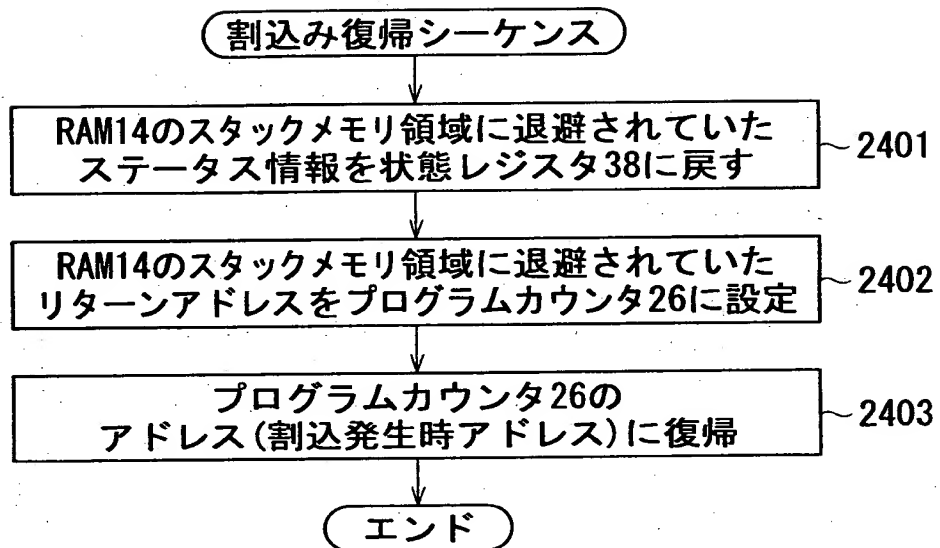 割込み復帰シーケンス
RAM14のスタックメモリ領域に退避されていた
ステータス情報を状態レジスタ38に戻す
2401
RAM14のスタックメモリ領域に退避されていた
リターンアドレスをプログラムカウンタ26に設定
2402
プログラムカウンタ26の
アドレス(割込発生時アドレス)に復帰
2403
エンド